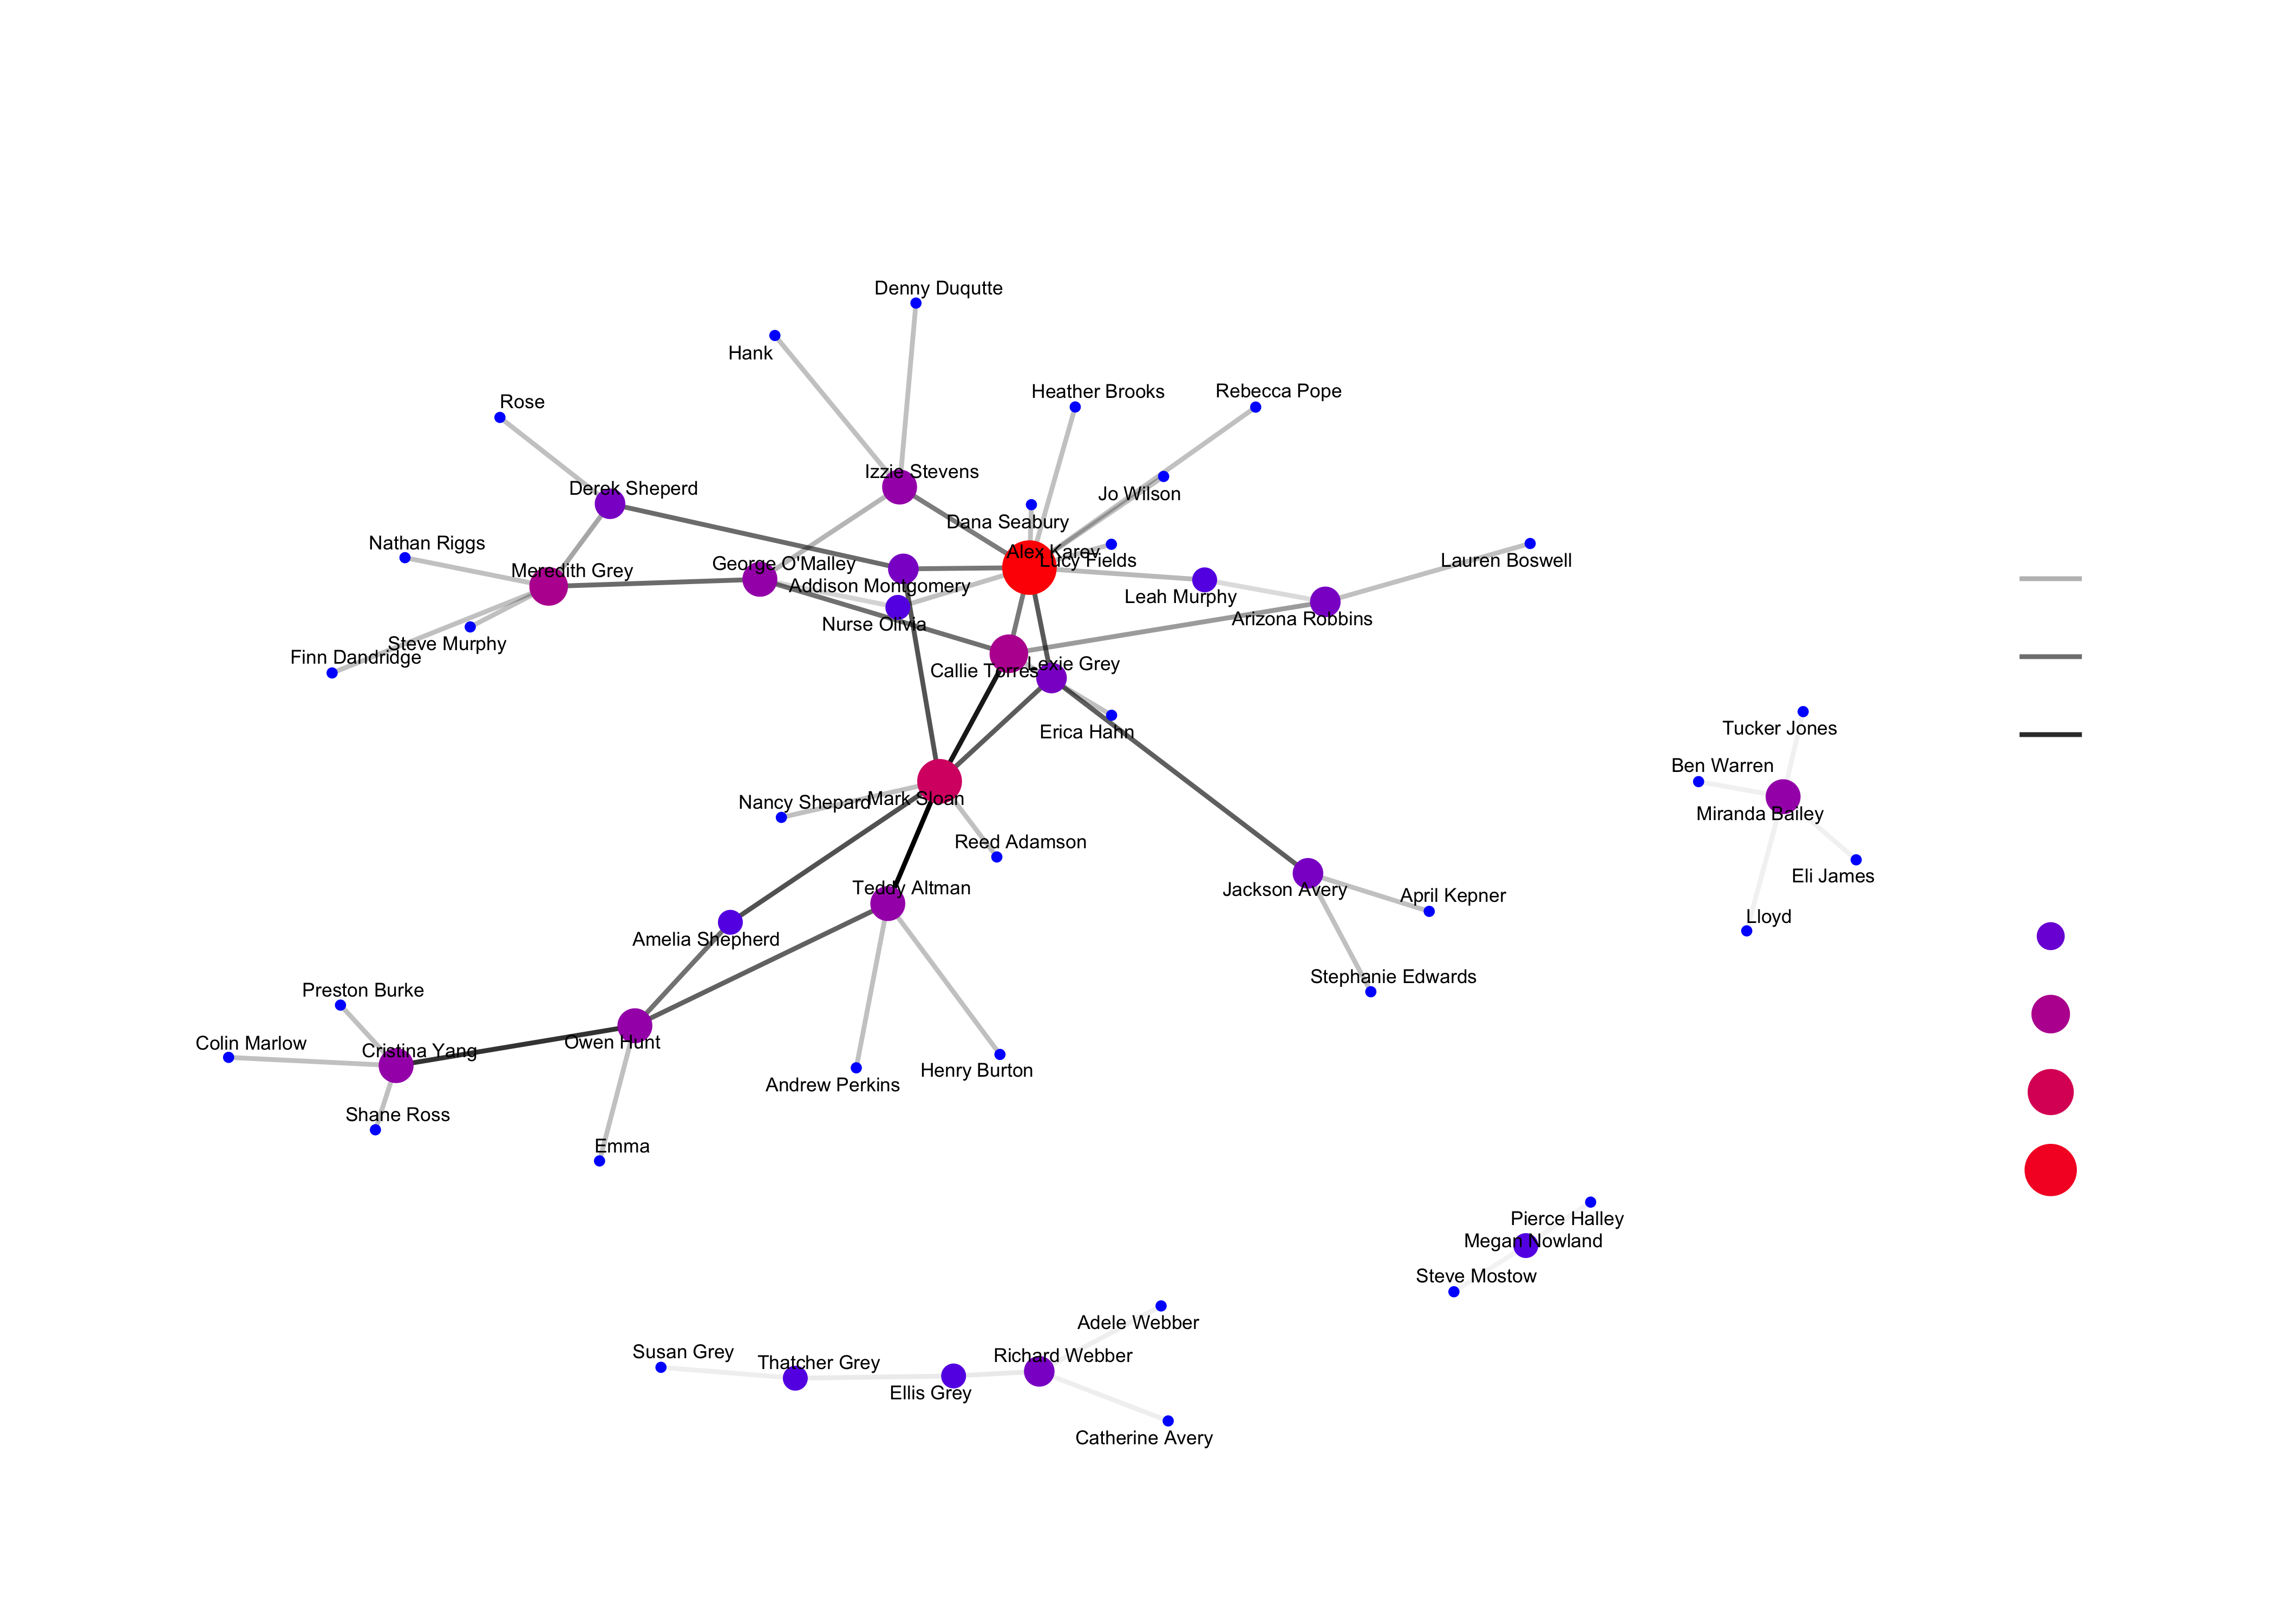 Denny Duqutte
Hank
Heather Brooks
Rebecca Pope
Rose
Izzie Stevens
Derek Sheperd
Jo Wilson
Dana Seabury
Nathan Riggs
Alex Karev
Lucy Fields
Lauren Boswell
George O'Malley
Meredith Grey
Addison Montgomery
Leah Murphy
Arizona Robbins
Nurse Olivia
Steve Murphy
Finn Dandridge
Lexie Grey
Callie Torres
Erica Hahn
Tucker Jones
Ben Warren
Nancy Shepard
Mark Sloan
Miranda Bailey
Reed Adamson
Eli James
Teddy Altman
Jackson Avery
April Kepner
Lloyd
Amelia Shepherd
Stephanie Edwards
Preston Burke
Owen Hunt
Colin Marlow
Cristina Yang
Henry Burton
Andrew Perkins
Shane Ross
Emma
Pierce Halley
Megan Nowland
Steve Mostow
Adele Webber
Susan Grey
Thatcher Grey
Richard Webber
Ellis Grey
Catherine Avery